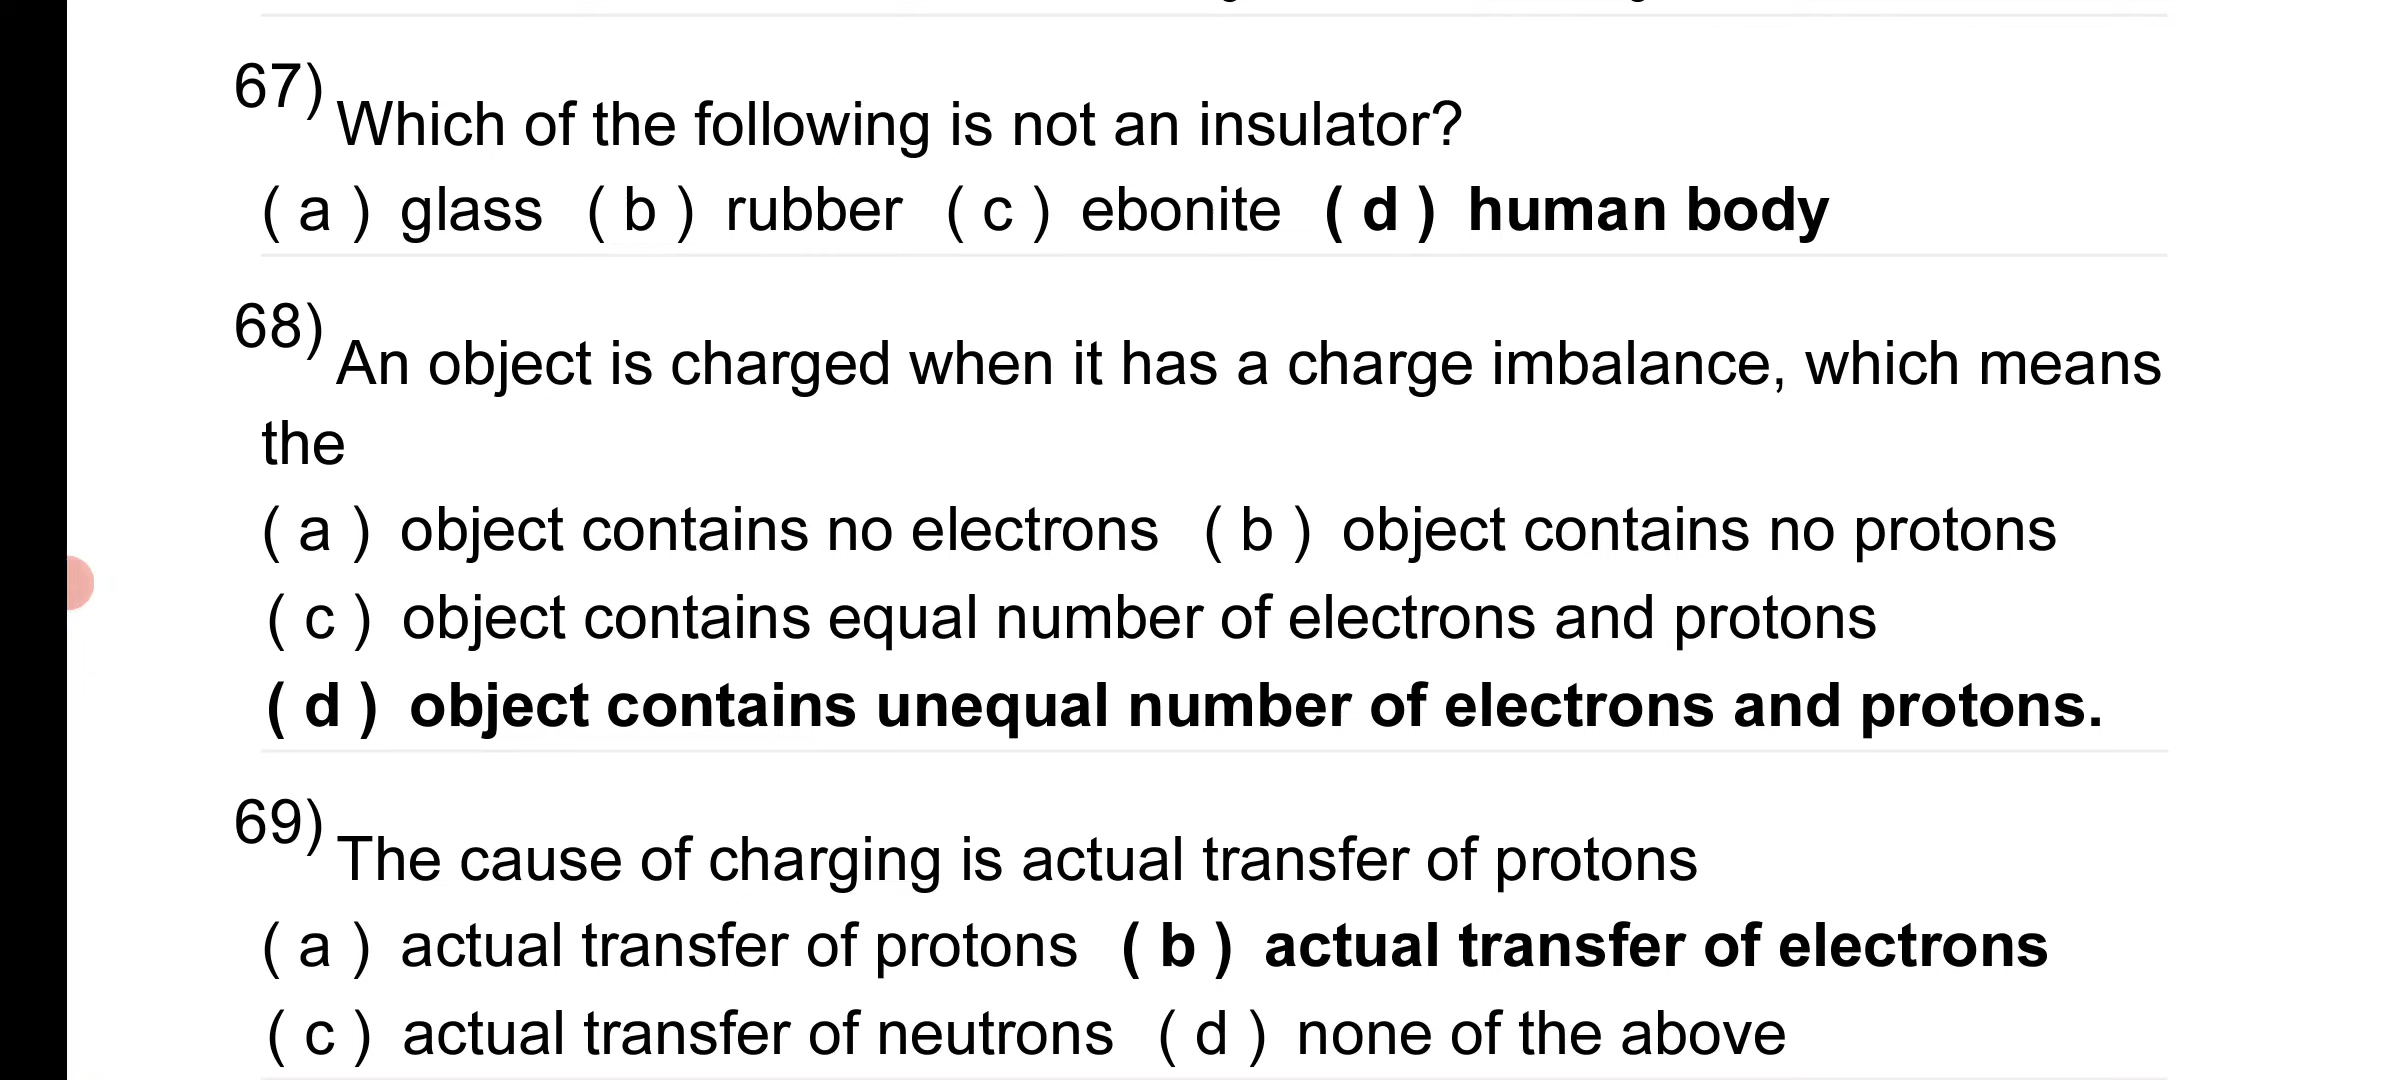 67) Which of the following is not an insulator?
( a ) glass ( b ) rubber ( c ) ebonite ( d ) human body
68) An object is charged when it has a charge imbalance, which means
the
( a ) object contains no electrons ( b ) object contains no protons
( c ) object contains equal number of electrons and protons
( d ) object contains unequal number of electrons and protons.
69) The cause of charging is actual transfer of protons
( a ) actual transfer of protons ( b ) actual transfer of electrons
( c ) actual transfer of neutrons ( d ) none of the above